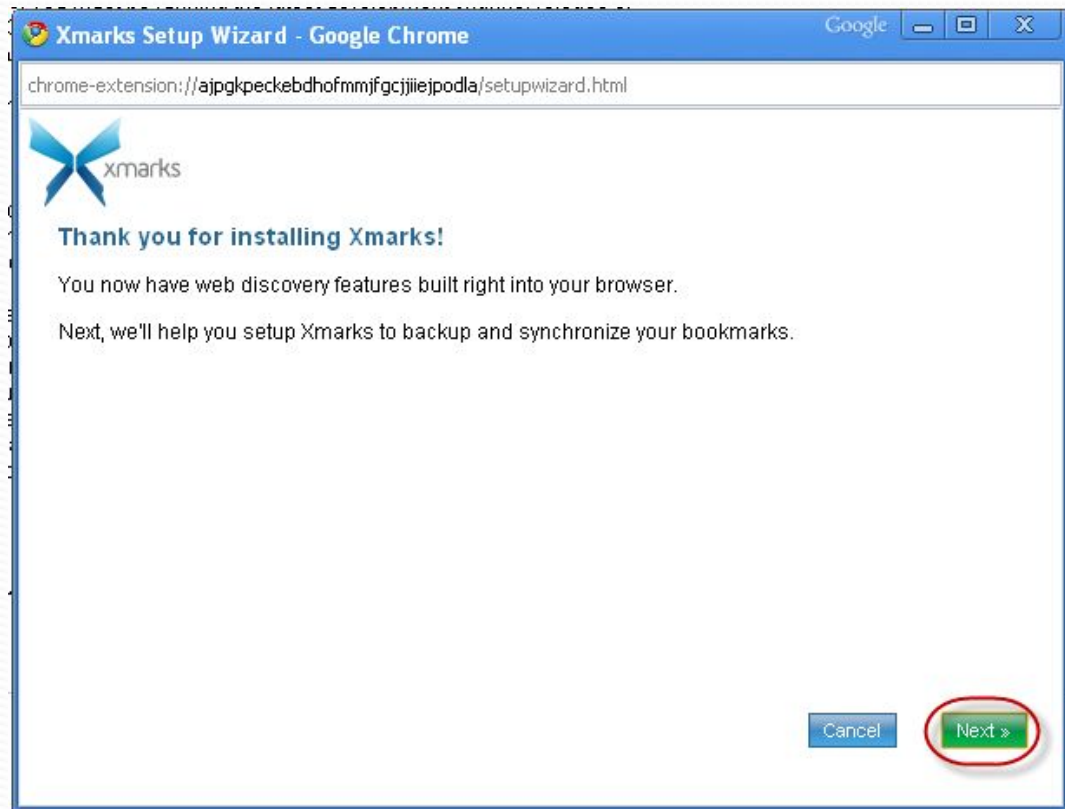 Xmarks Setup Wizard - Google Chrome
Google
chrome-extension://ajpgkpeckebdhofmmjfgcjjiiejpodla/setupwizard.html
xmarks
Thank you for installing Xmarks!
You now have web discovery features built right into your browser.
Next, we'll help you setup Xmarks to backup and synchronize your bookmarks.
Cancel
Next »